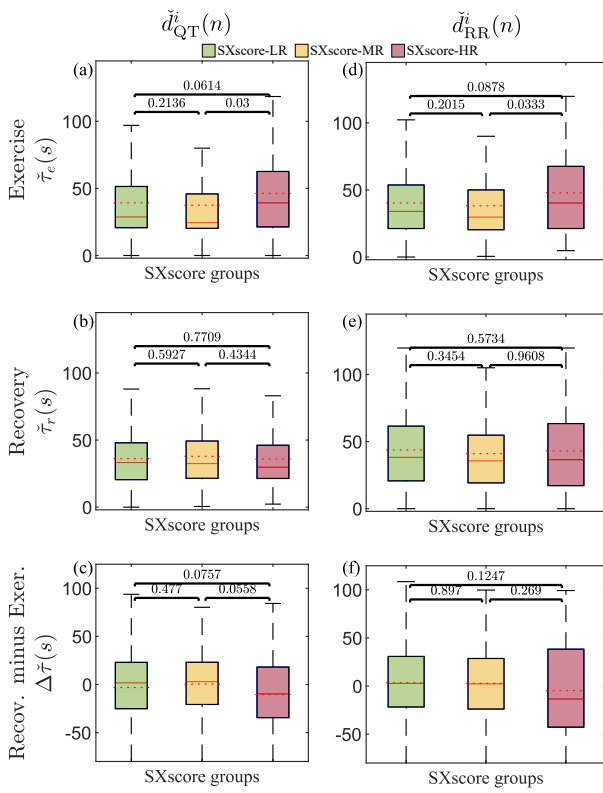 ď̌ⁱ_QT(n) ď̌ⁱ_RR(n)
SXscore-LR SXscore-MR SXscore-HR
Exercise
τ̌_e(s)
(a)
0.0614
0.2136 0.03
100
50
0
SXscore groups
(d)
0.0878
0.2015 0.0333
100
50
0
SXscore groups
Recovery
τ̌_r(s)
(b)
0.7709
0.5927 0.4344
100
50
0
SXscore groups
(e)
0.5734
0.3454 0.9608
100
50
0
SXscore groups
Recov. minus Exer.
Δτ̌(s)
(c)
0.0757
0.477 0.0558
100
50
0
-50
SXscore groups
(f)
0.1247
0.897 0.269
100
50
0
-50
SXscore groups